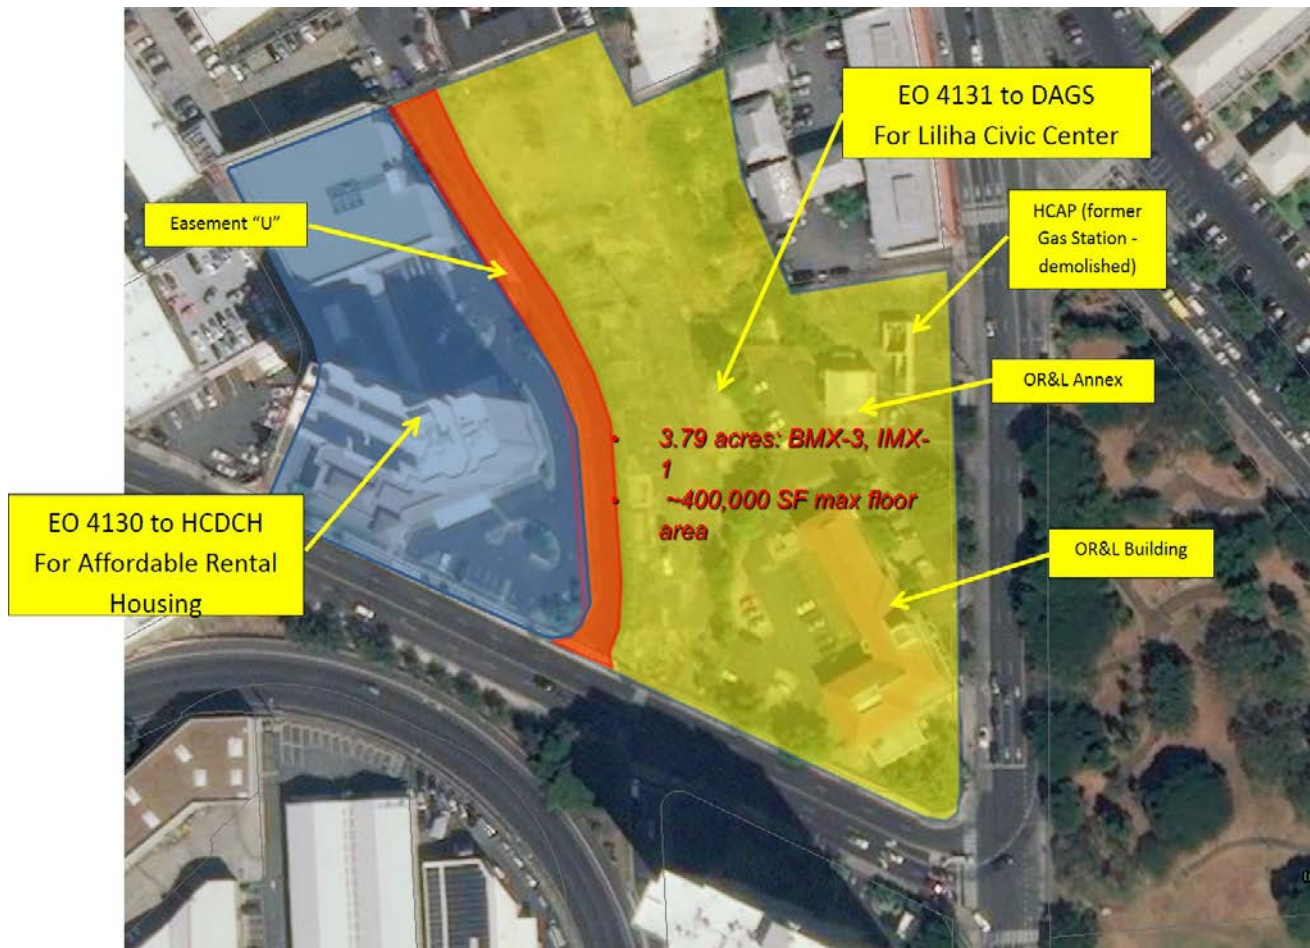 EO 4131 to DAGS
For Liliha Civic Center
Easement “U”
HCAP (former
Gas Station -
demolished)
OR&L Annex
• 3.79 acres: BMX-3, IMX-
1
• ~400,000 SF max floor
area
EO 4130 to HCDCH
For Affordable Rental
Housing
OR&L Building